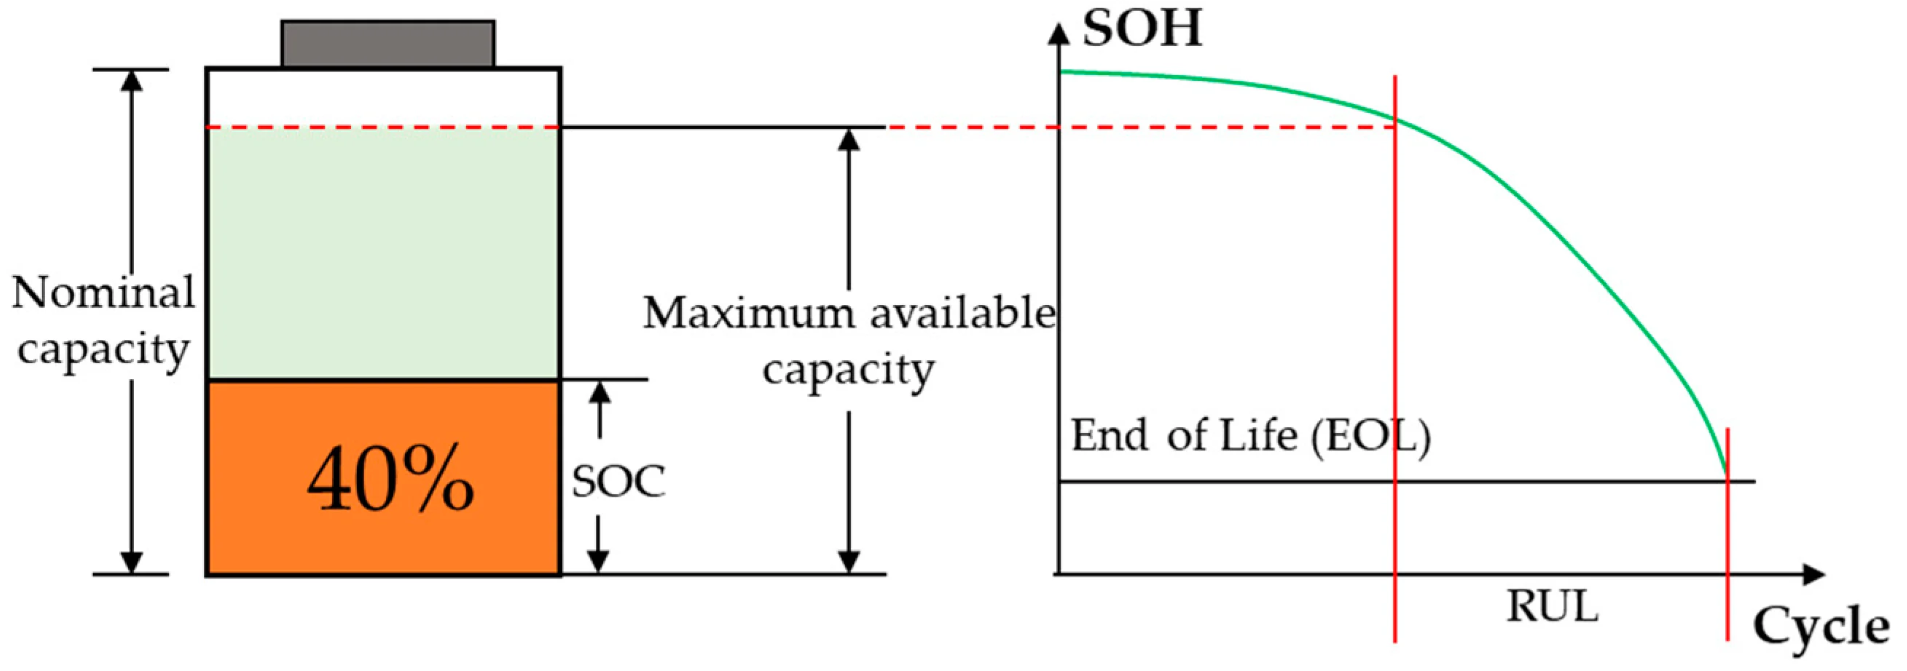 Nominal
capacity
40%
SOC
Maximum available
capacity
SOH
End of Life (EOL)
RUL
Cycle